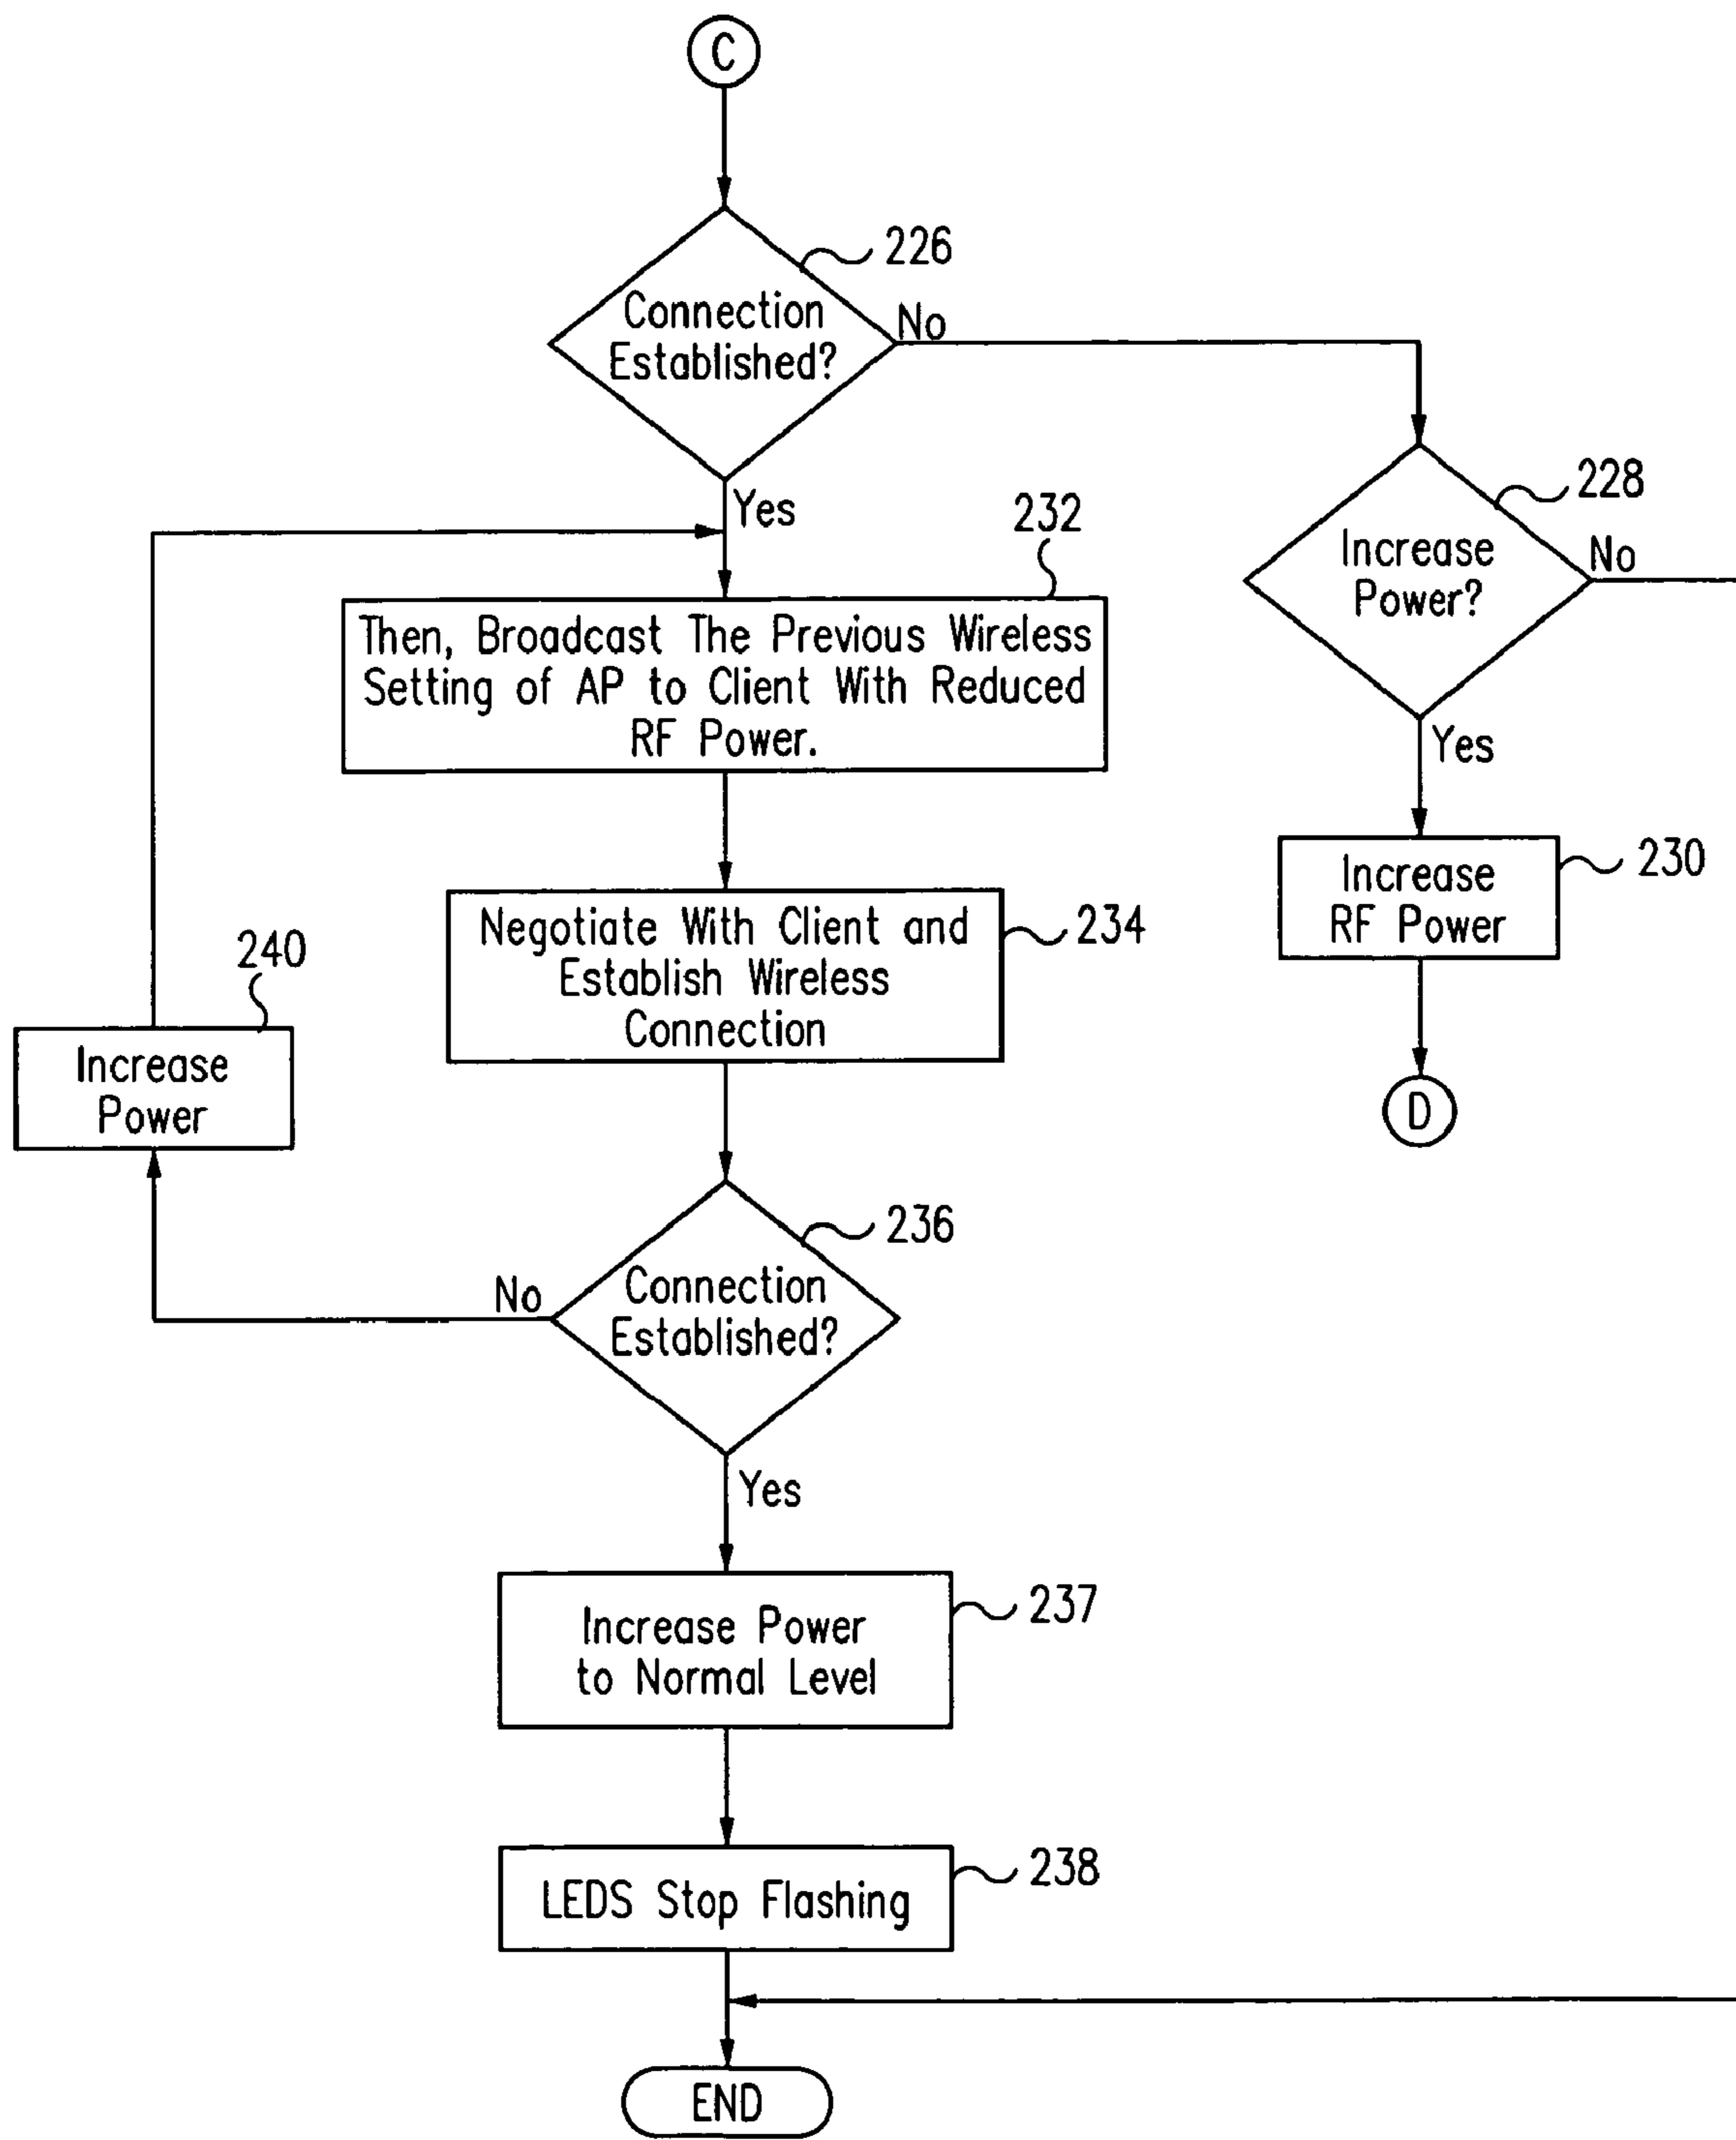 C
226
Connection
Established?
No
Yes
228
Increase
Power?
No
Yes
232
Then, Broadcast The Previous Wireless
Setting of AP to Client With Reduced
RF Power.
Increase
RF Power
230
D
Negotiate With Client and
Establish Wireless
Connection
234
240
Increase
Power
236
Connection
Established?
No
Yes
Increase Power
to Normal Level
237
LEDS Stop Flashing
238
END